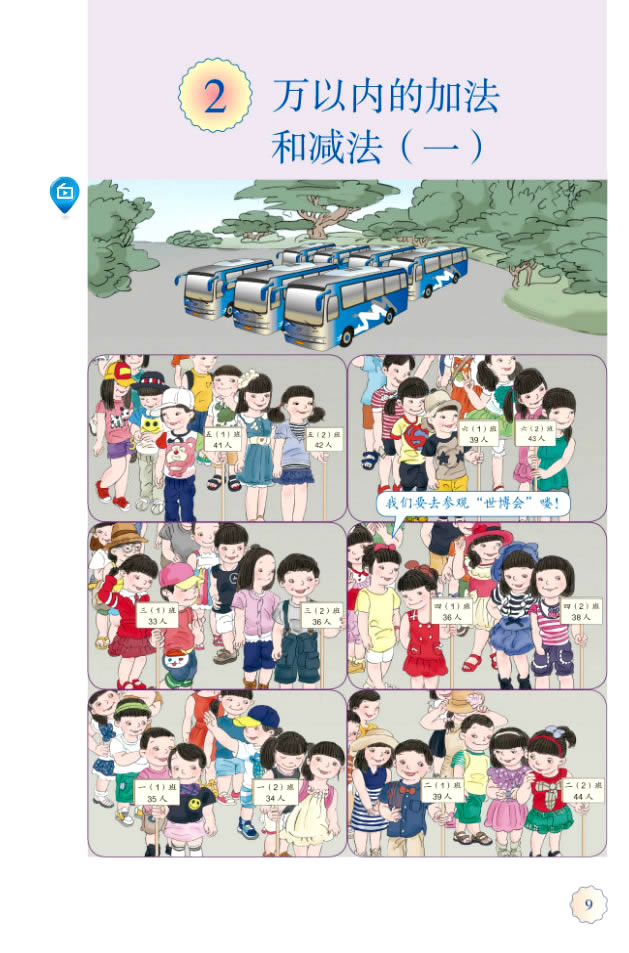 2
万以内的加法
和减法（一）
五（1）班
41人
五（2）班
42人
六（1）班
39人
六（2）班
43人
我们要去参观“世博会”喽！
三（1）班
33人
三（2）班
36人
四（1）班
36人
四（2）班
38人
一（1）班
35人
一（2）班
34人
二（1）班
39人
二（2）班
44人
9